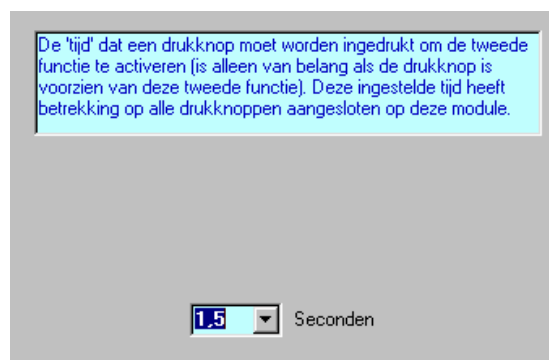 De 'tijd' dat een drukknop moet worden ingedrukt om de tweede
functie te activeren (is alleen van belang als de drukknop is
voorzien van deze tweede functie). Deze ingestelde tijd heeft
betrekking op alle drukknoppen aangesloten op deze module.
1,5 Seconden